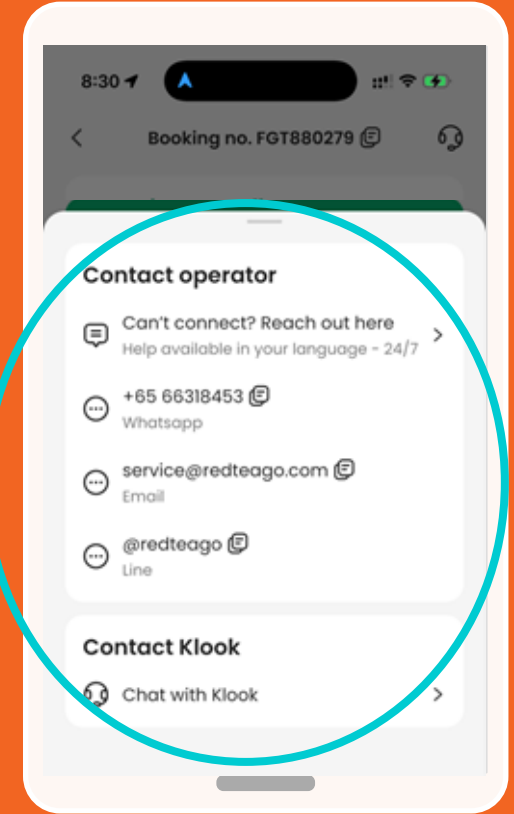 8:30
Booking no. FGT880279
Contact operator
Can't connect? Reach out here
Help available in your language - 24/7
+65 66318453
Whatsapp
service@redteago.com
Email
@redteago
Line
Contact Klook
Chat with Klook